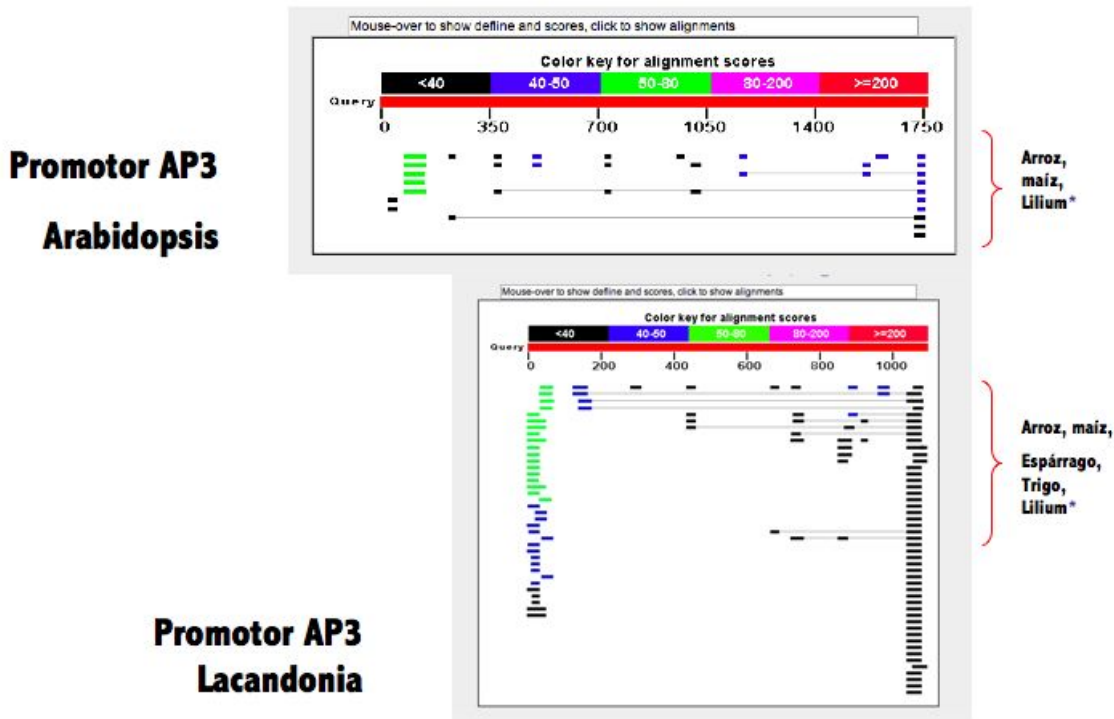 Mouse-over to show defline and scores, click to show alignments
Color key for alignment scores
<40 40-50 50-80 80-200 >=200
Query
0 350 700 1050 1400 1750
Promotor AP3
Arabidopsis
Arroz,
maíz,
Lilium*
Mouse-over to show defline and scores, click to show alignments
Color key for alignment scores
<40 40-50 50-80 80-200 >=200
Query
0 200 400 600 800 1000
Arroz, maíz,
Espárrago,
Trigo,
Lilium*
Promotor AP3
Lacandonia